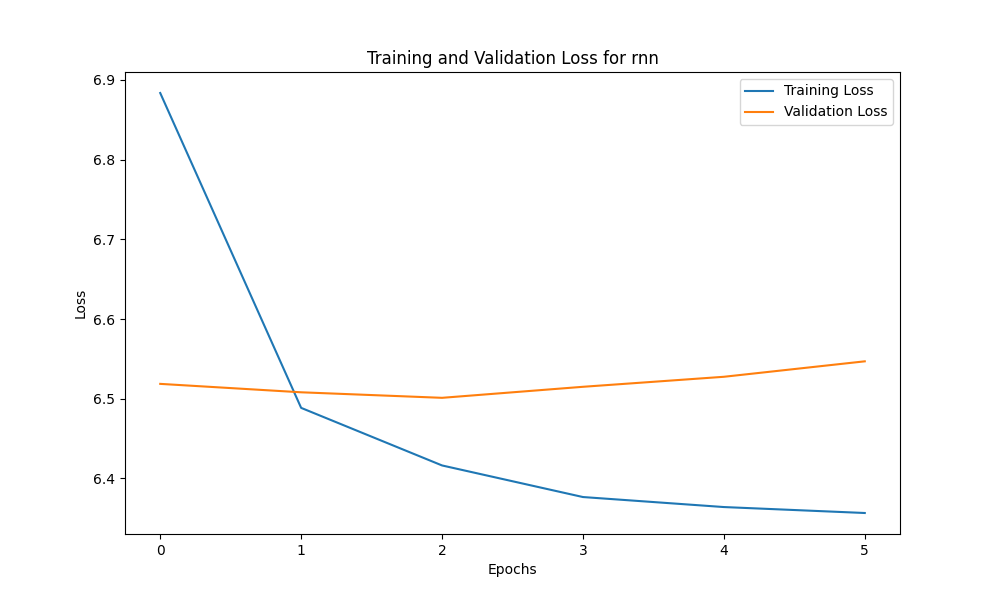 Training and Validation Loss for rnn
Training Loss
Validation Loss
6.9
6.8
6.7
6.6
6.5
6.4
Loss
0 1 2 3 4 5
Epochs